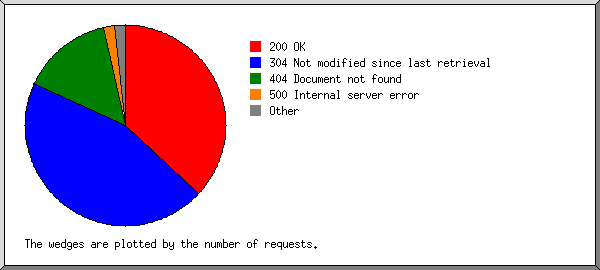 200 OK
304 Not modified since last retrieval
404 Document not found
500 Internal server error
Other
The wedges are plotted by the number of requests.